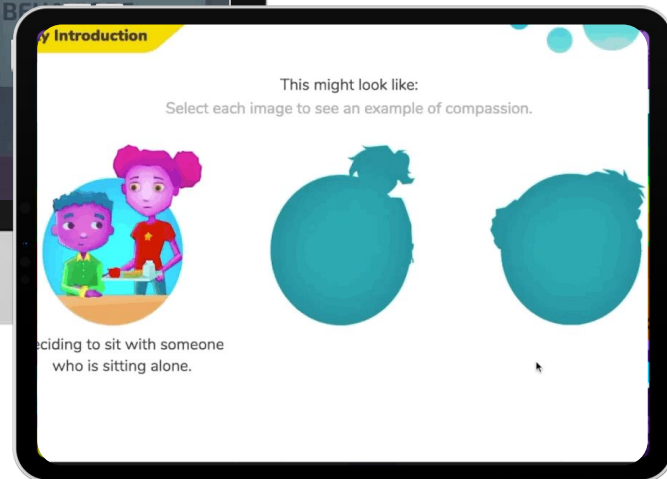 y Introduction
This might look like:
Select each image to see an example of compassion.
eciding to sit with someone
who is sitting alone.